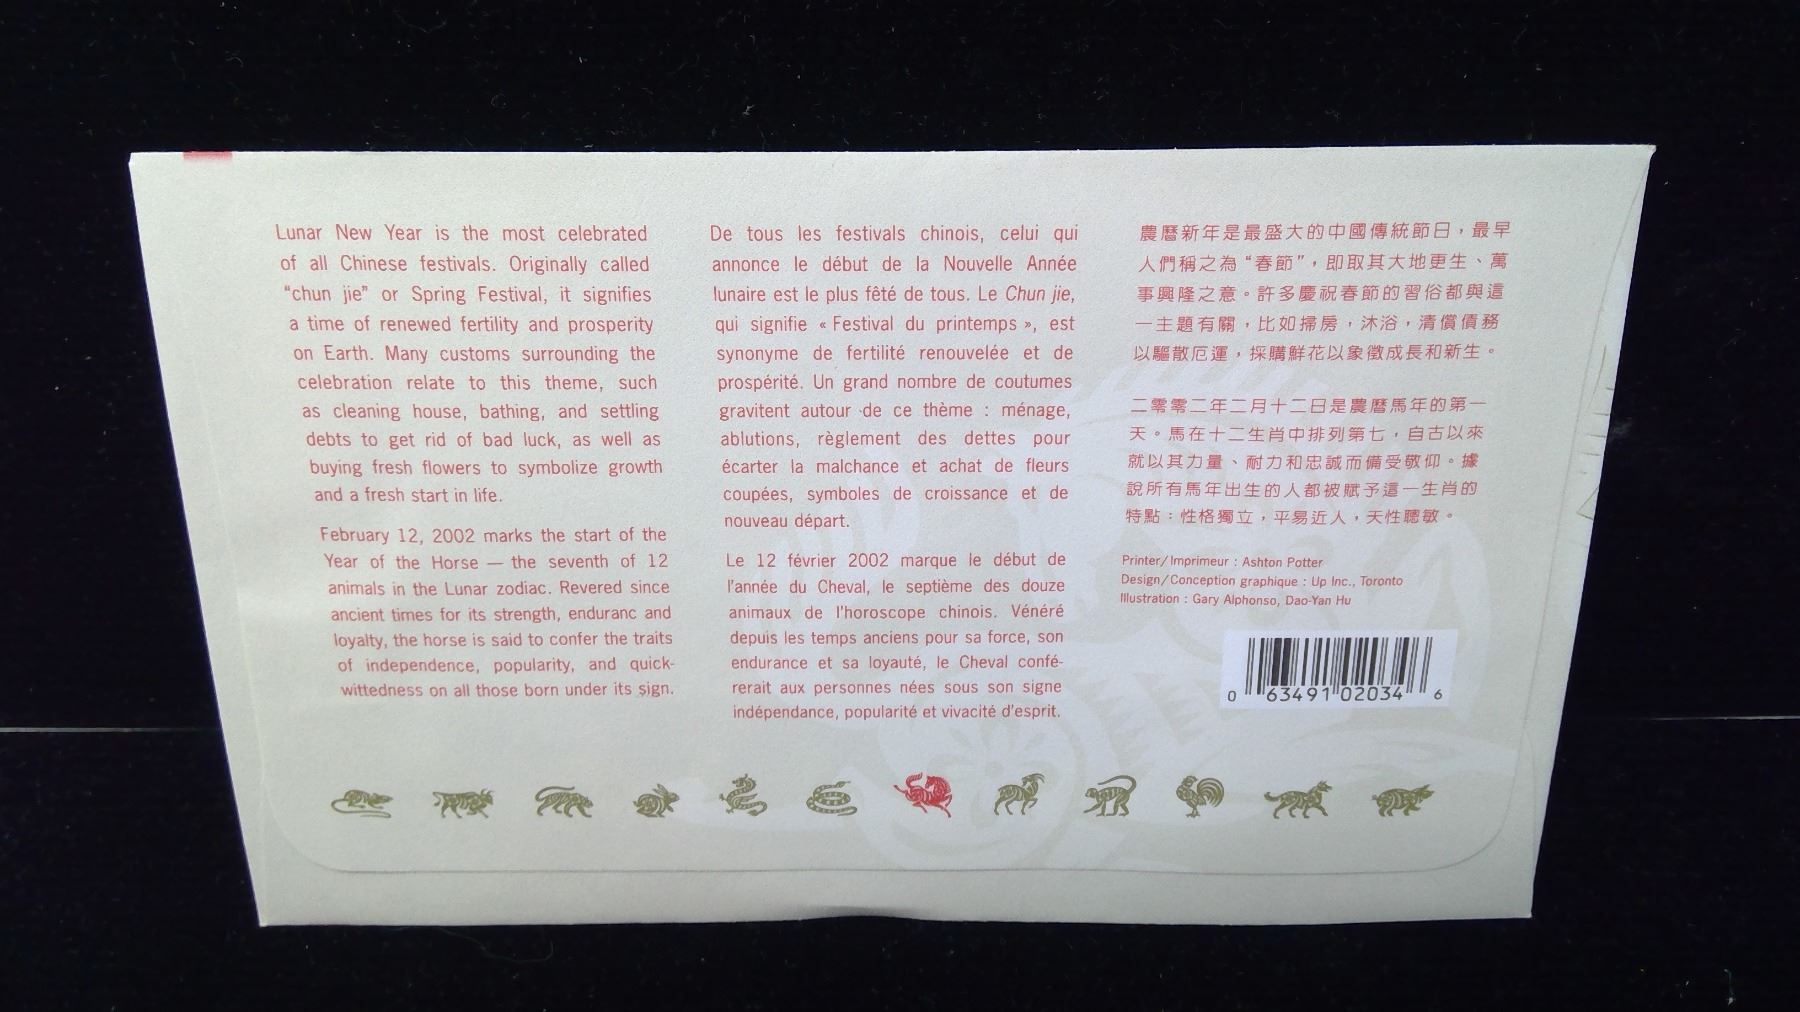 Lunar New Year is the most celebrated
of all Chinese festivals. Originally called
“chun jie” or Spring Festival, it signifies
a time of renewed fertility and prosperity
on Earth. Many customs surrounding the
celebration relate to this theme, such
as cleaning house, bathing, and settling
debts to get rid of bad luck, as well as
buying fresh flowers to symbolize growth
and a fresh start in life.
February 12, 2002 marks the start of the
Year of the Horse — the seventh of 12
animals in the Lunar zodiac. Revered since
ancient times for its strength, enduranc and
loyalty, the horse is said to confer the traits
of independence, popularity, and quick-
wittedness on all those born under its sign.
De tous les festivals chinois, celui qui
annonce le début de la Nouvelle Année
lunaire est le plus fêté de tous. Le Chun jie,
qui signifie « Festival du printemps », est
synonyme de fertilité renouvelée et de
prospérité. Un grand nombre de coutumes
gravitent autour de ce thème : ménage,
ablutions, règlement des dettes pour
écarter la malchance et achat de fleurs
coupées, symboles de croissance et de
nouveau départ.
Le 12 février 2002 marque le début de
l’année du Cheval, le septième des douze
animaux de l’horoscope chinois. Vénéré
depuis les temps anciens pour sa force, son
endurance et sa loyauté, le Cheval confé-
rerait aux personnes nées sous son signe
indépendance, popularité et vivacité d’esprit.
農曆新年是最盛大的中國傳統節日，最早
人們稱之為“春節”，即取其大地更生、萬
事興隆之意。許多慶祝春節的習俗都與這
一主題有關，比如掃房，沐浴，清償債務
以驅散厄運，採購鮮花以象徵成長和新生。
二零零二年二月十二日是農曆馬年的第一
天。馬在十二生肖中排列第七，自古以來
就以其力量、耐力和忠誠而備受敬仰。據
說所有馬年出生的人都被賦予這一生肖的
特點：性格獨立，平易近人，天性聰敏。
Printer/Imprimeur : Ashton Potter
Design/Conception graphique : Up Inc., Toronto
Illustration : Gary Alphonso, Dao-Yan Hu
0 63491 02034 6